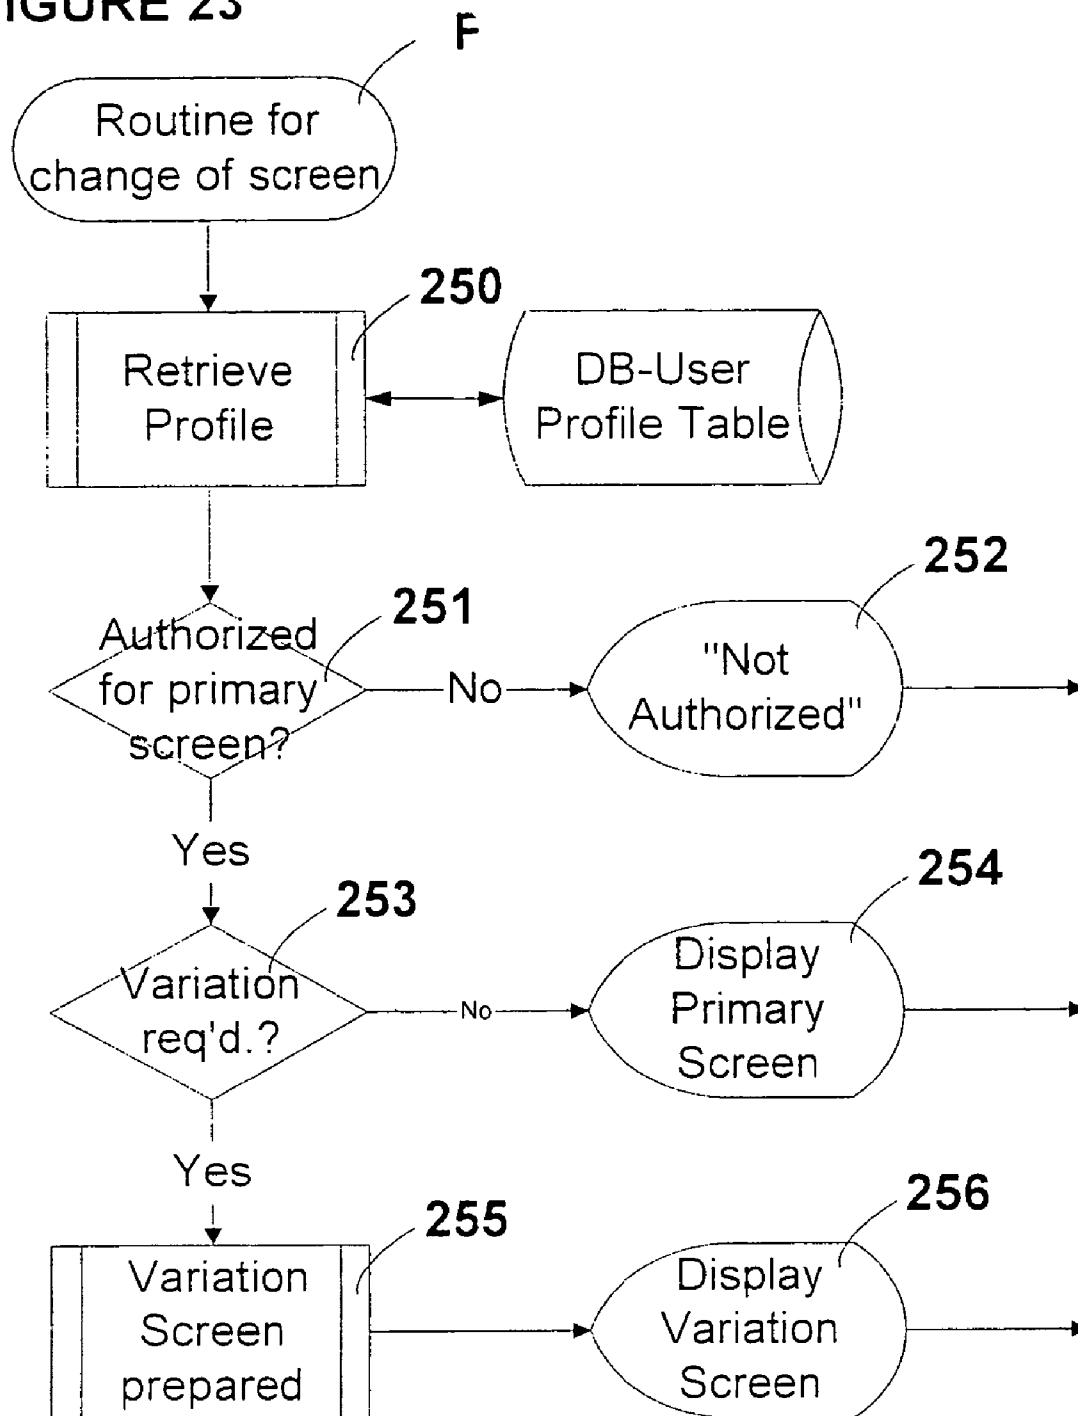 FIGURE 23
F
Routine for
change of screen
250
Retrieve
Profile
DB-User
Profile Table
252
251
Authorized
for primary
screen?
No
"Not
Authorized"
Yes
254
253
Variation
req'd.?
No
Display
Primary
Screen
Yes
256
255
Variation
Screen
prepared
Display
Variation
Screen